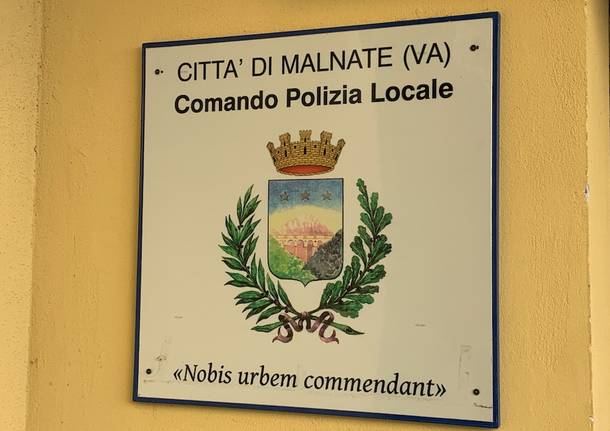 CITTA' DI MALNATE (VA)
Comando Polizia Locale
«Nobis urbem commendant»